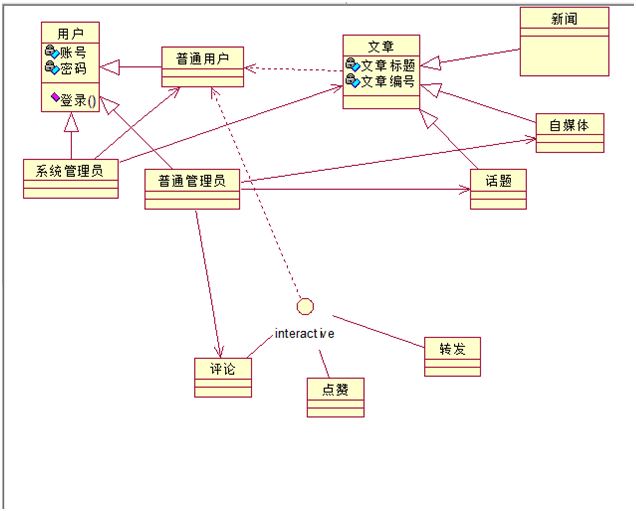 用户
账号
密码
登录()
普通用户
文章
文章标题
文章编号
新闻
自媒体
系统管理员
普通管理员
话题
interactive
评论
点赞
转发